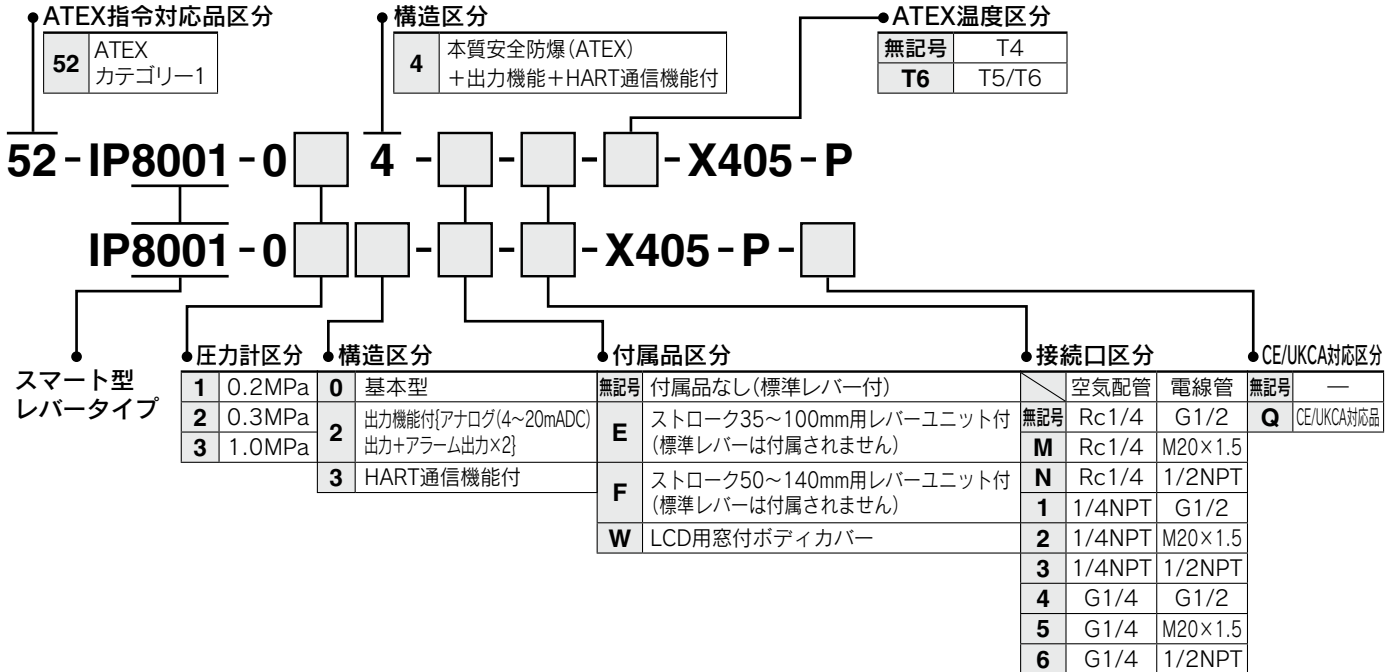 ATEX指令対応品区分
52 ATEX
カテゴリー1
構造区分
4 本質安全防爆(ATEX)
+出力機能+HART通信機能付
ATEX温度区分
無記号 T4
T6 T5/T6
52-IP8001-0 4 - - - -X405-P
IP8001-0 - - -X405-P-
スマート型
レバータイプ
圧力計区分
1 0.2MPa
2 0.3MPa
3 1.0MPa
構造区分
0 基本型
2 出力機能付{アナログ(4~20mADC)
出力+アラーム出力×2}
3 HART通信機能付
付属品区分
無記号 付属品なし(標準レバー付)
E ストローク35~100mm用レバーユニット付
(標準レバーは付属されません)
F ストローク50~140mm用レバーユニット付
(標準レバーは付属されません)
W LCD用窓付ボディカバー
接続口区分
空気配管 電線管
無記号 Rc1/4 G1/2
M Rc1/4 M20×1.5
N Rc1/4 1/2NPT
1 1/4NPT G1/2
2 1/4NPT M20×1.5
3 1/4NPT 1/2NPT
4 G1/4 G1/2
5 G1/4 M20×1.5
6 G1/4 1/2NPT
CE/UKCA対応区分
無記号 —
Q CE/UKCA対応品